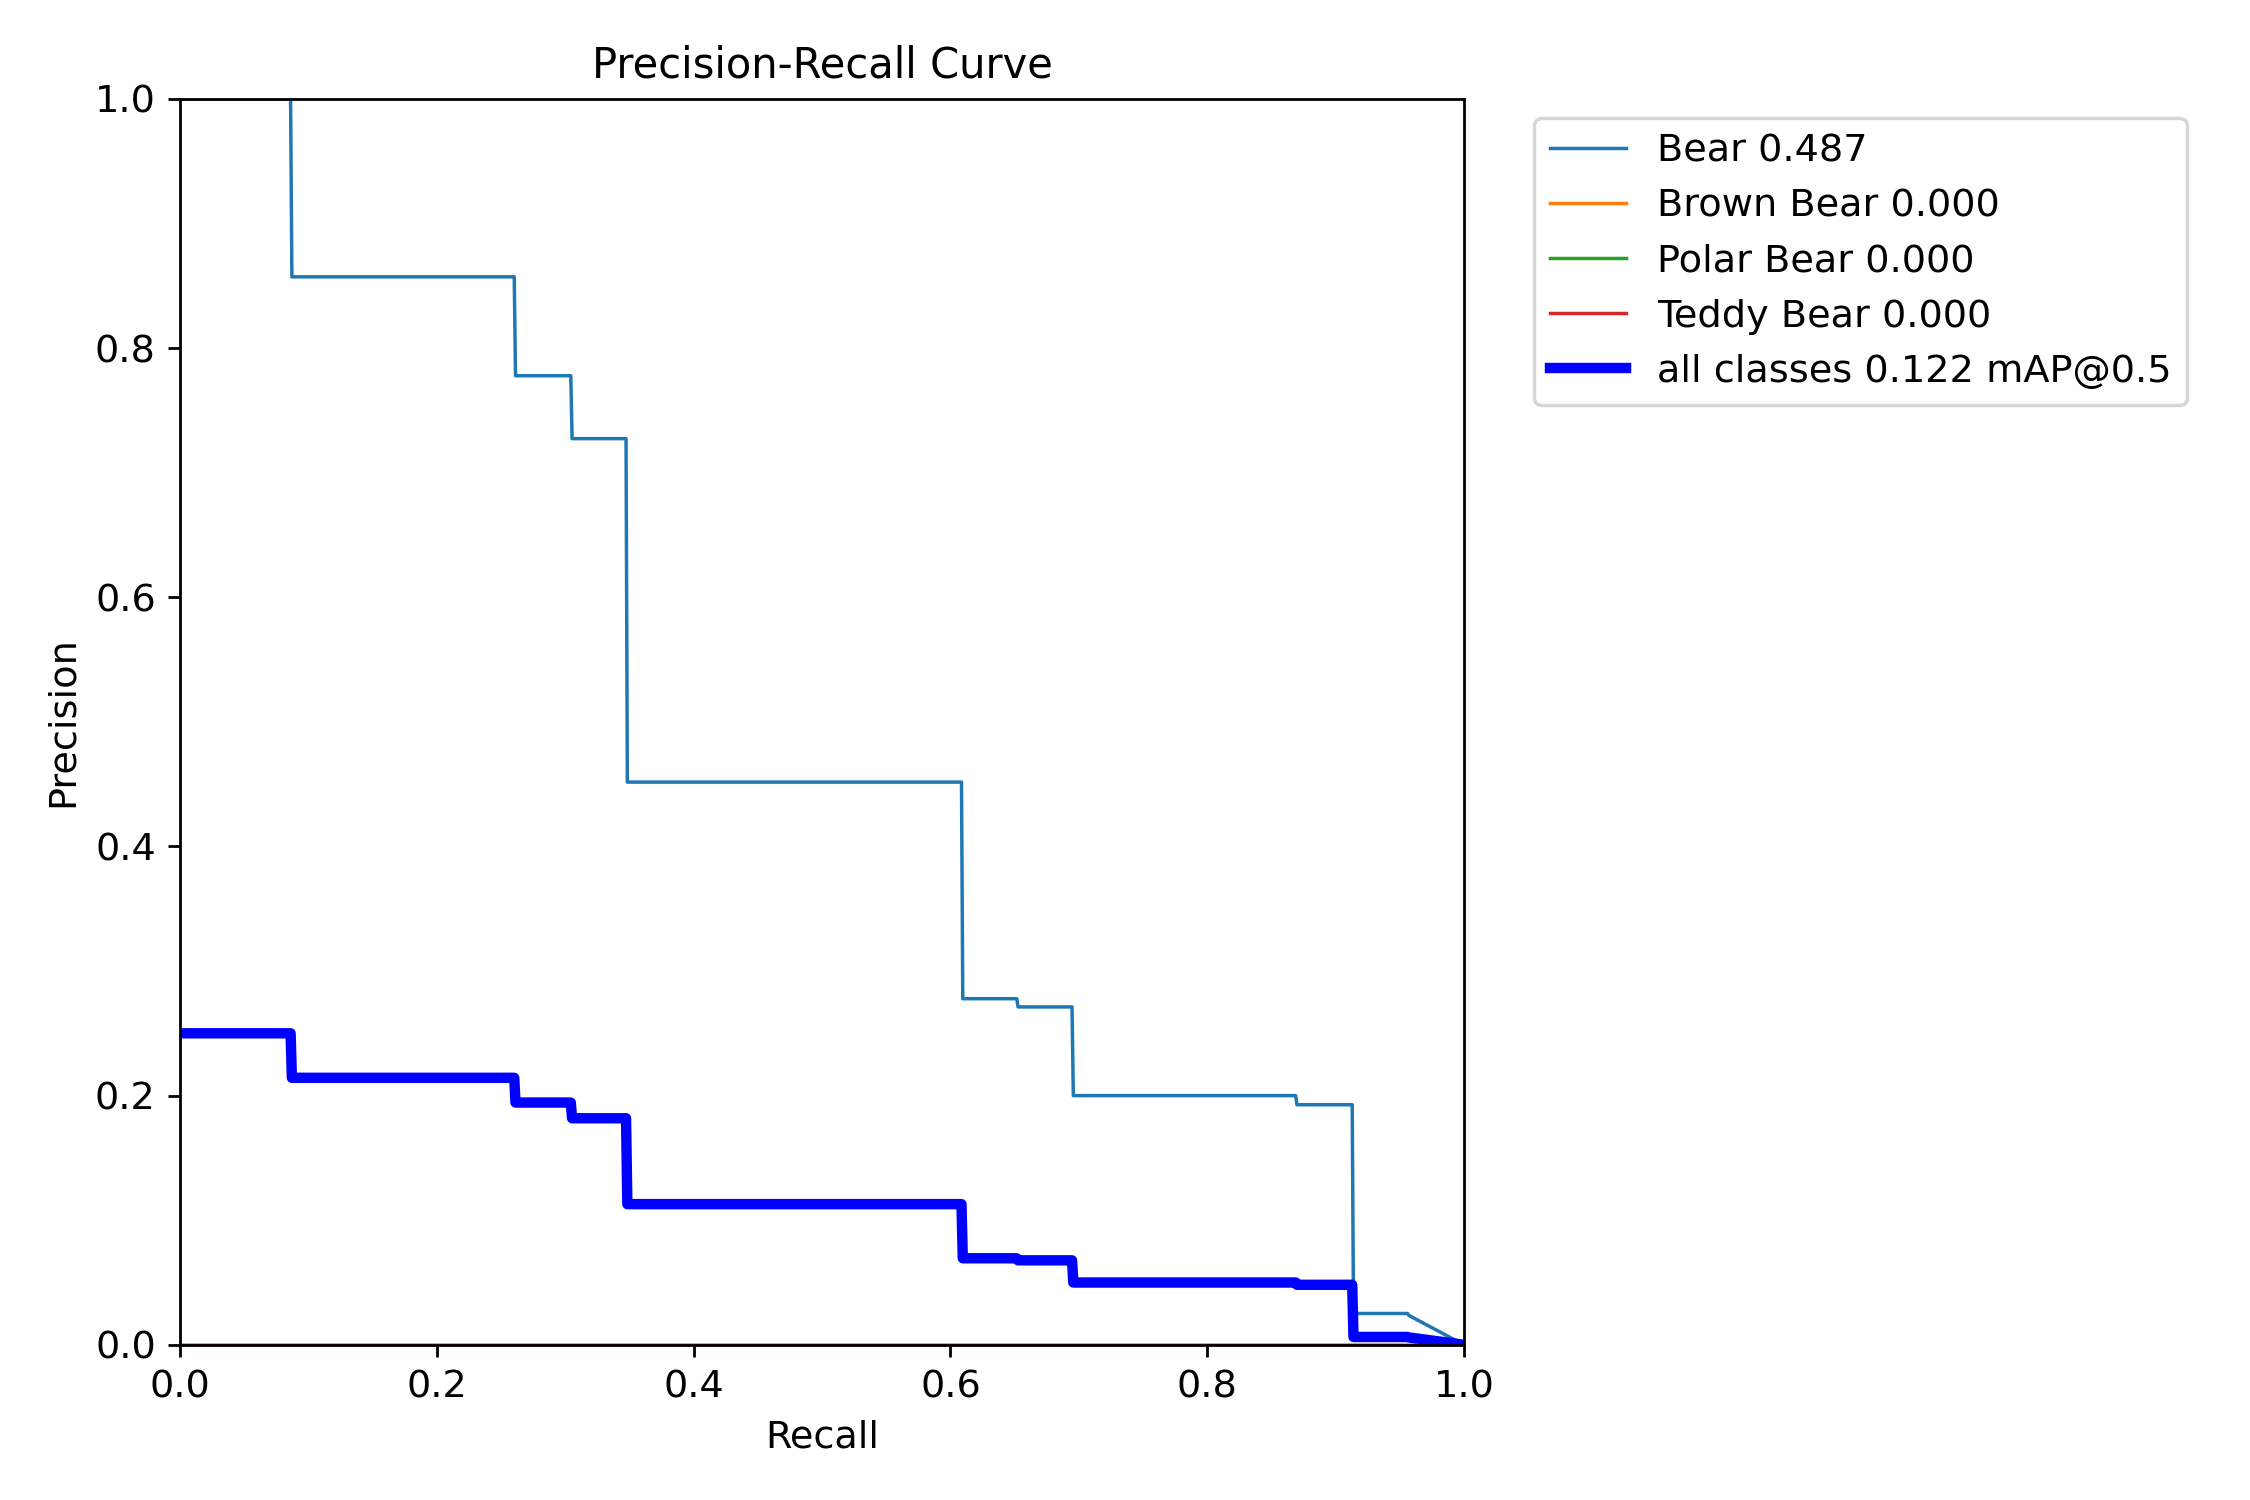 Precision-Recall Curve
1.0
0.8
0.6
0.4
0.2
0.0
Precision
0.0 0.2 0.4 0.6 0.8 1.0
Recall
Bear 0.487
Brown Bear 0.000
Polar Bear 0.000
Teddy Bear 0.000
all classes 0.122 mAP@0.5